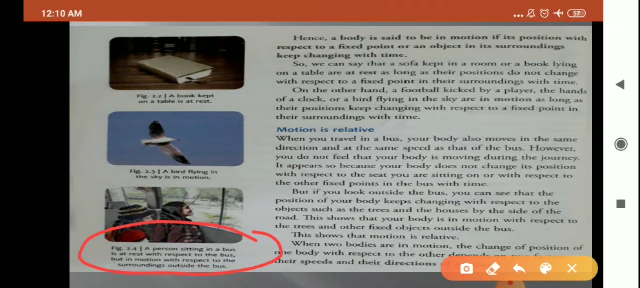 12:10 AM
57
Hence, a body is said to be in motion if its position with
respect to a fixed point or an object in its surroundings
keep changing with time.
So, we can say that a sofa kept in a room or a book lying
on a table are at rest as long as their positions do not change
with respect to a fixed point in their surroundings with time.
On the other hand, a football kicked by a player, the hands
of a clock, or a bird flying in the sky are in motion as long as
their positions keep changing with respect to a fixed point in
their surroundings with time.
Motion is relative
When you travel in a bus, your body also moves in the same
direction and at the same speed as that of the bus. However,
you do not feel that your body is moving during the journey.
It appears so because your body does not change its position
with respect to the seat you are sitting on or with respect to
the other fixed points in the bus with time.
But if you look outside the bus, you can see that the
position of your body keeps changing with respect to the
objects such as the trees and the houses by the side of the
road. This shows that your body is in motion with respect to
the trees and other fixed objects outside the bus.
This shows that motion is relative.
When two bodies are in motion, the change of position of
one body with respect to the other depends
their speeds and their directions
Fig. 2.2 | A book kept
on a table is at rest.
Fig. 2.3 | A bird flying in
the sky is in motion.
Fig. 2.4 | A person sitting in a bus
is at rest with respect to the bus,
but in motion with respect to the
surroundings outside the bus.